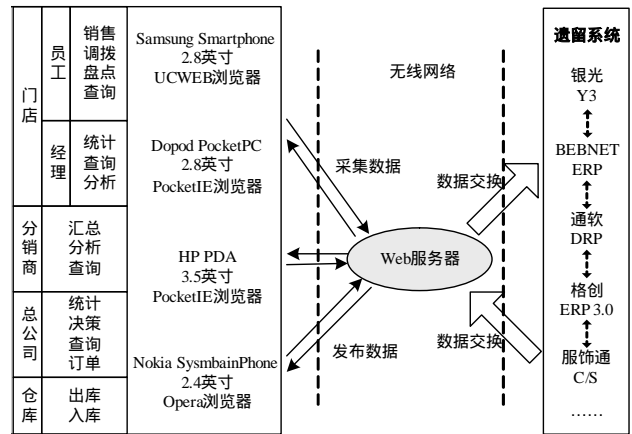 门店
员工
销售
调拨
盘点
查询
经理
统计
查询
分析
分销商
汇总
分析
查询
总公司
统计
决策
查询
订单
仓库
出库
入库
Samsung Smartphone
2.8英寸
UCWEB浏览器
Dopod PocketPC
2.8英寸
PocketIE浏览器
HP PDA
3.5英寸
PocketIE浏览器
Nokia SysmbainPhone
2.4英寸
Opera浏览器
无线网络
采集数据
数据交换
Web服务器
发布数据
数据交换
遗留系统
银光
Y3
BEBNET
ERP
通软
DRP
格创
ERP 3.0
服饰通
C/S
……